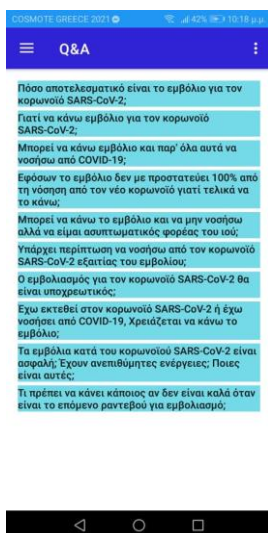 COSMOTE GREECE 2021 42% 10:18 μ.μ.
Q&A
Πόσο αποτελεσματικό είναι το εμβόλιο για τον
κορωνοϊό SARS-CoV-2;
Γιατί να κάνω εμβόλιο για τον κορωνοϊό
SARS-CoV-2;
Μπορεί να κάνω εμβόλιο και παρ' όλα αυτά να
νοσήσω από COVID-19;
Εφόσων το εμβόλιο δεν με προστατεύει 100% από
τη νόσηση από τον νέο κορωνοϊό γιατί τελικά να
το κάνω;
Μπορεί να κάνω το εμβόλιο και να μην νοσήσω
αλλά να είμαι ασυπτωματικός φορέας του ιού;
Υπάρχει περίπτωση να νοσήσω από τον κορωνοϊό
SARS-CoV-2 εξαιτίας του εμβολίου;
Ο εμβολιασμός για τον κορωνοϊό SARS-CoV-2 θα
είναι υποχρεωτικός;
Έχω εκτεθεί στον κορωνοϊό SARS-CoV-2 ή έχω
νοσήσει από COVID-19, Χρειάζεται να κάνω το
εμβόλιο;
Τα εμβόλια κατά του κορωνοϊού SARS-CoV-2 είναι
ασφαλή; Έχουν ανεπιθύμητες ενέργειες; Ποιες
είναι αυτές;
Τι πρέπει να κάνει κάποιος αν δεν είναι καλά όταν
είναι το επόμενο ραντεβού για εμβολιασμό;